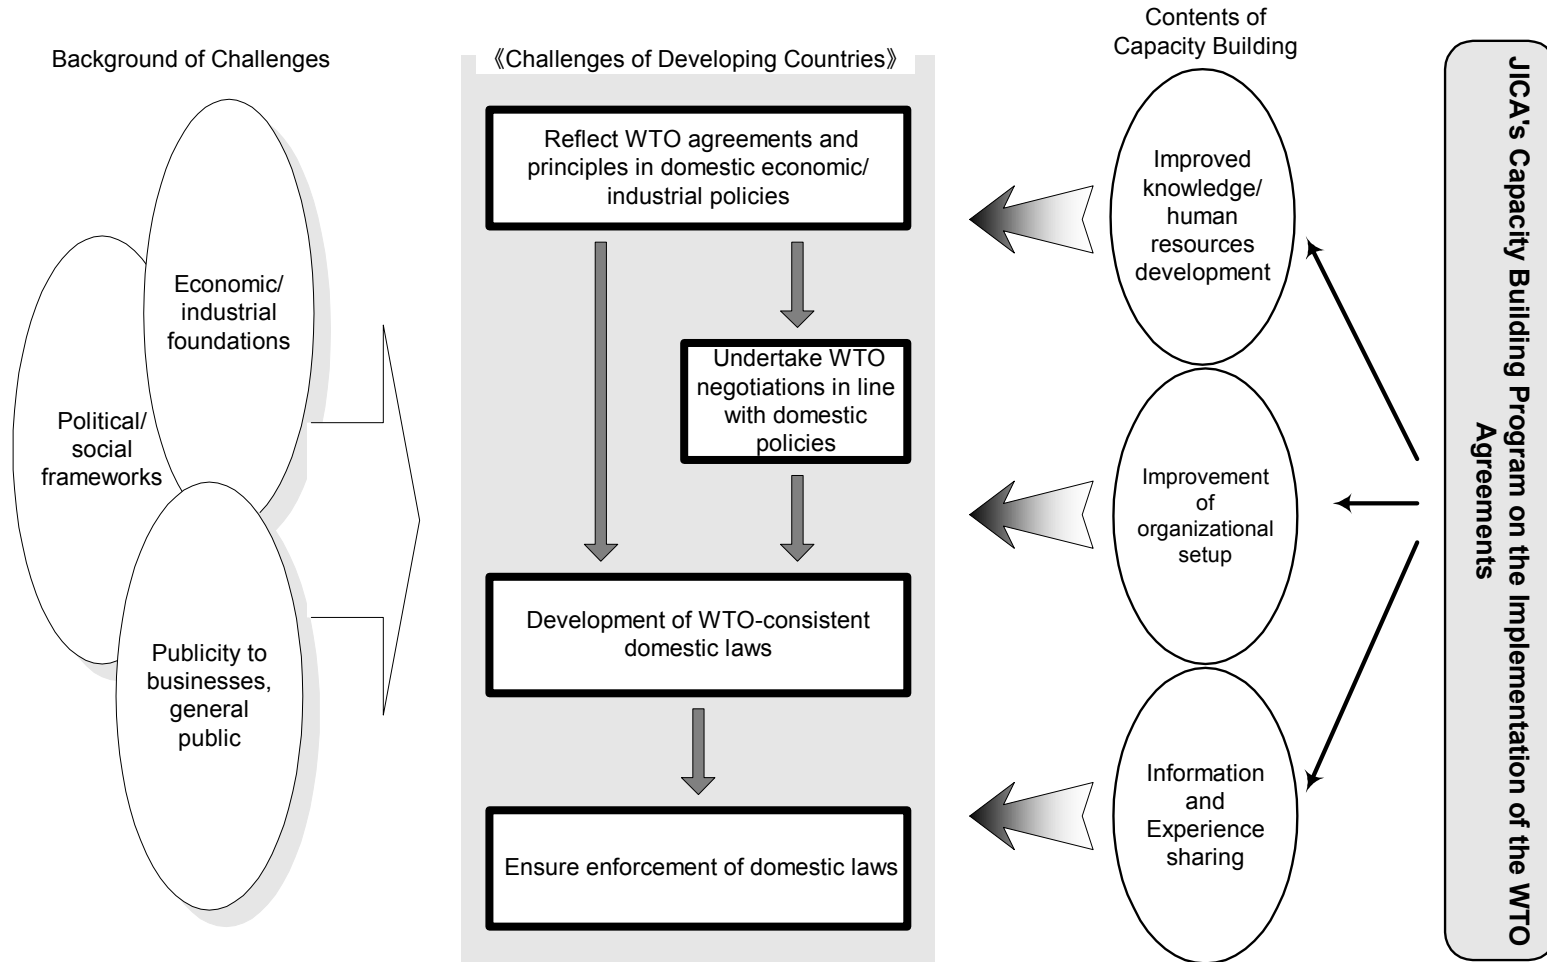 Background of Challenges
Economic/
industrial
foundations
Political/
social
frameworks
Publicity to
businesses,
general
public
《Challenges of Developing Countries》
Reflect WTO agreements and
principles in domestic economic/
industrial policies
Undertake WTO
negotiations in line
with domestic
policies
Development of WTO-consistent
domestic laws
Ensure enforcement of domestic laws
Contents of
Capacity Building
Improved
knowledge/
human
resources
development
Improvement
of
organizational
setup
Information
and
Experience
sharing
JICA's Capacity Building Program on the Implementation of the WTO
Agreements